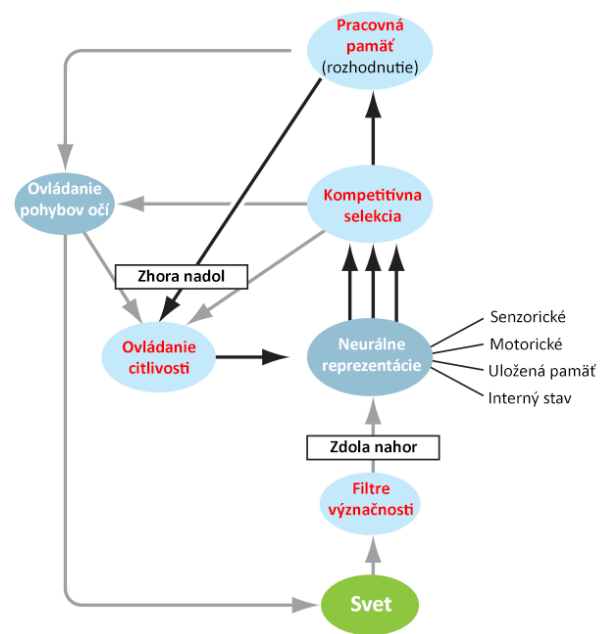 Pracovná
pamäť
(rozhodnutie)
Ovládanie
pohybov očí
Kompetitívna
selekcia
Zhora nadol
Ovládanie
citlivosti
Neurálne
reprezentácie
Senzorické
Motorické
Uložená pamäť
Interný stav
Zdola nahor
Filtre
význačnosti
Svet